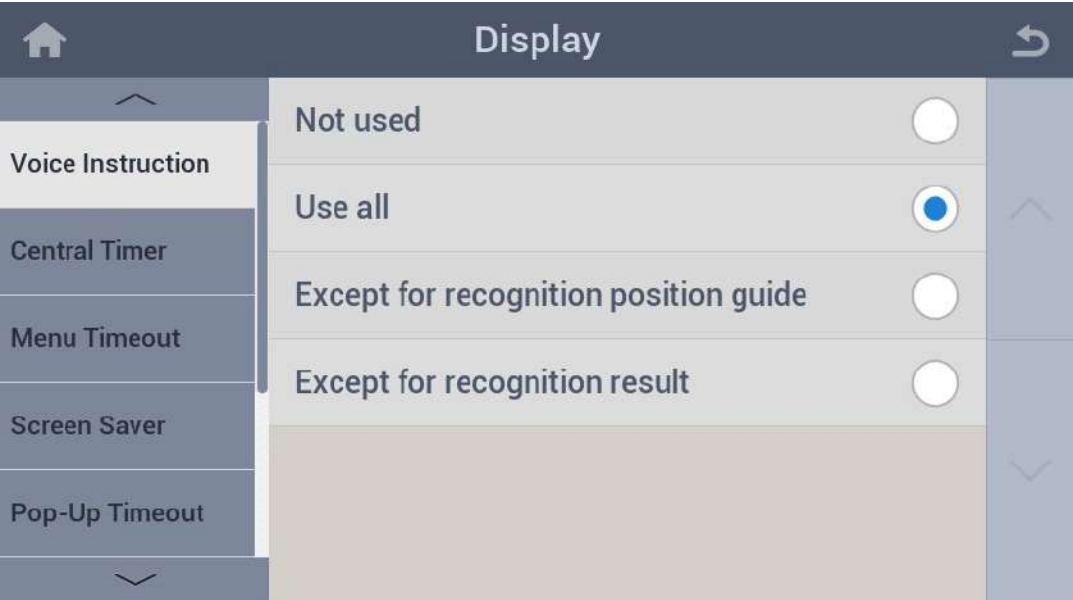 Display
Voice Instruction
Central Timer
Menu Timeout
Screen Saver
Pop-Up Timeout
Not used
Use all
Except for recognition position guide
Except for recognition result